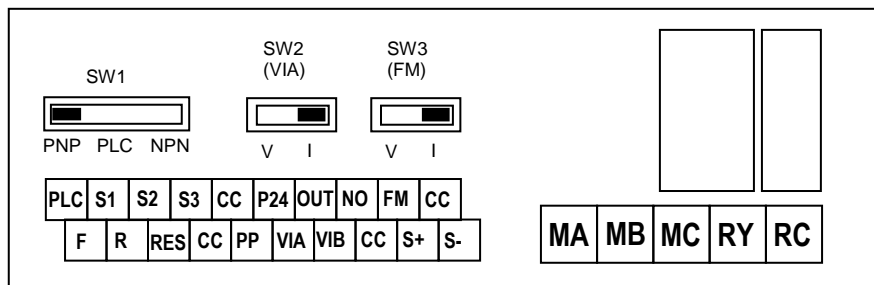 SW1
SW2
(VIA)
SW3
(FM)
PNP PLC NPN
V I
V I
PLC S1 S2 S3 CC P24 OUT NO FM CC
F R RES CC PP VIA VIB CC S+ S-
MA MB MC RY RC